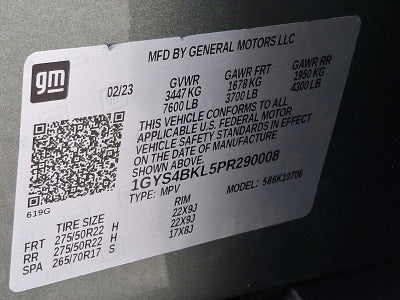 gm
MFD BY GENERAL MOTORS LLC
02/23 GVWR GAWR FRT GAWR RR
3447 KG 1678 KG 1950 KG
7600 LB 3700 LB 4300 LB
THIS VEHICLE CONFORMS TO ALL
APPLICABLE U.S. FEDERAL MOTOR
VEHICLE SAFETY STANDARDS IN EFFECT
ON THE DATE OF MANUFACTURE
SHOWN ABOVE.
1GYS4BKL5PR290008
619G
TYPE: MPV MODEL: 586K10706
TIRE SIZE RIM
FRT 275/50R22 H 22X9J
RR 275/50R22 H 22X9J
SPA 265/70R17 S 17X8J